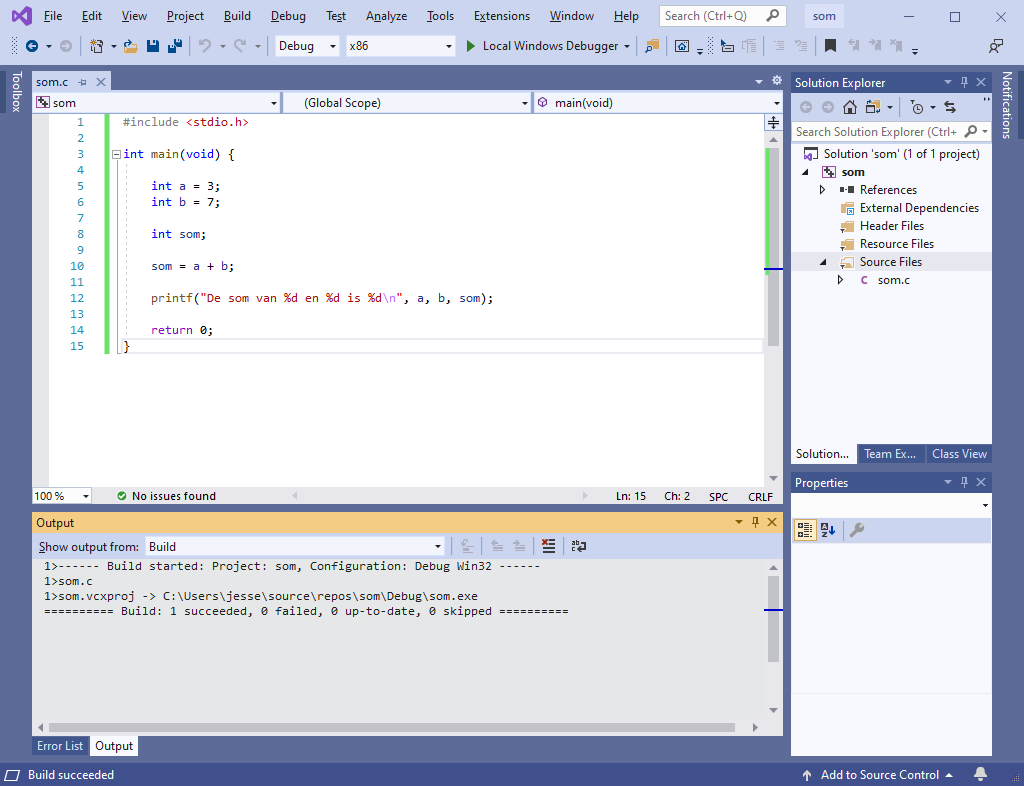 File Edit View Project Build Debug Test Analyze Tools Extensions Window Help Search (Ctrl+Q) som
Debug x86 Local Windows Debugger
Toolbox
som.c
som (Global Scope) main(void)
1 #include <stdio.h>
2
3 int main(void) {
4
5 int a = 3;
6 int b = 7;
7
8 int som;
9
10 som = a + b;
11
12 printf("De som van %d en %d is %d\n", a, b, som);
13
14 return 0;
15 }
100 % No issues found Ln: 15 Ch: 2 SPC CRLF
Output
Show output from: Build
1>------ Build started: Project: som, Configuration: Debug Win32 ------
1>som.c
1>som.vcxproj -> C:\Users\jesse\source\repos\som\Debug\som.exe
========== Build: 1 succeeded, 0 failed, 0 up-to-date, 0 skipped ==========
Error List Output
Solution Explorer
Search Solution Explorer (Ctrl+
Solution 'som' (1 of 1 project)
som
References
External Dependencies
Header Files
Resource Files
Source Files
C som.c
Solution... Team Ex... Class View
Properties
Notifications
Build succeeded Add to Source Control